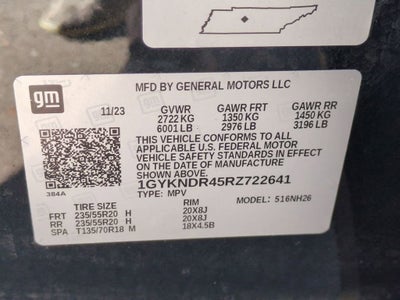 gm
MFD BY GENERAL MOTORS LLC
11/23 GVWR GAWR FRT GAWR RR
2722 KG 1350 KG 1450 KG
6001 LB 2976 LB 3196 LB
THIS VEHICLE CONFORMS TO ALL
APPLICABLE U.S. FEDERAL MOTOR
VEHICLE SAFETY STANDARDS IN EFFECT
ON THE DATE OF MANUFACTURE
SHOWN ABOVE.
1GYKNDR45RZ722641
384A TYPE: MPV
MODEL: 516NH26
TIRE SIZE RIM
FRT 235/55R20 H 20X8J
RR 235/55R20 H 20X8J
SPA T135/70R18 M 18X4.5B